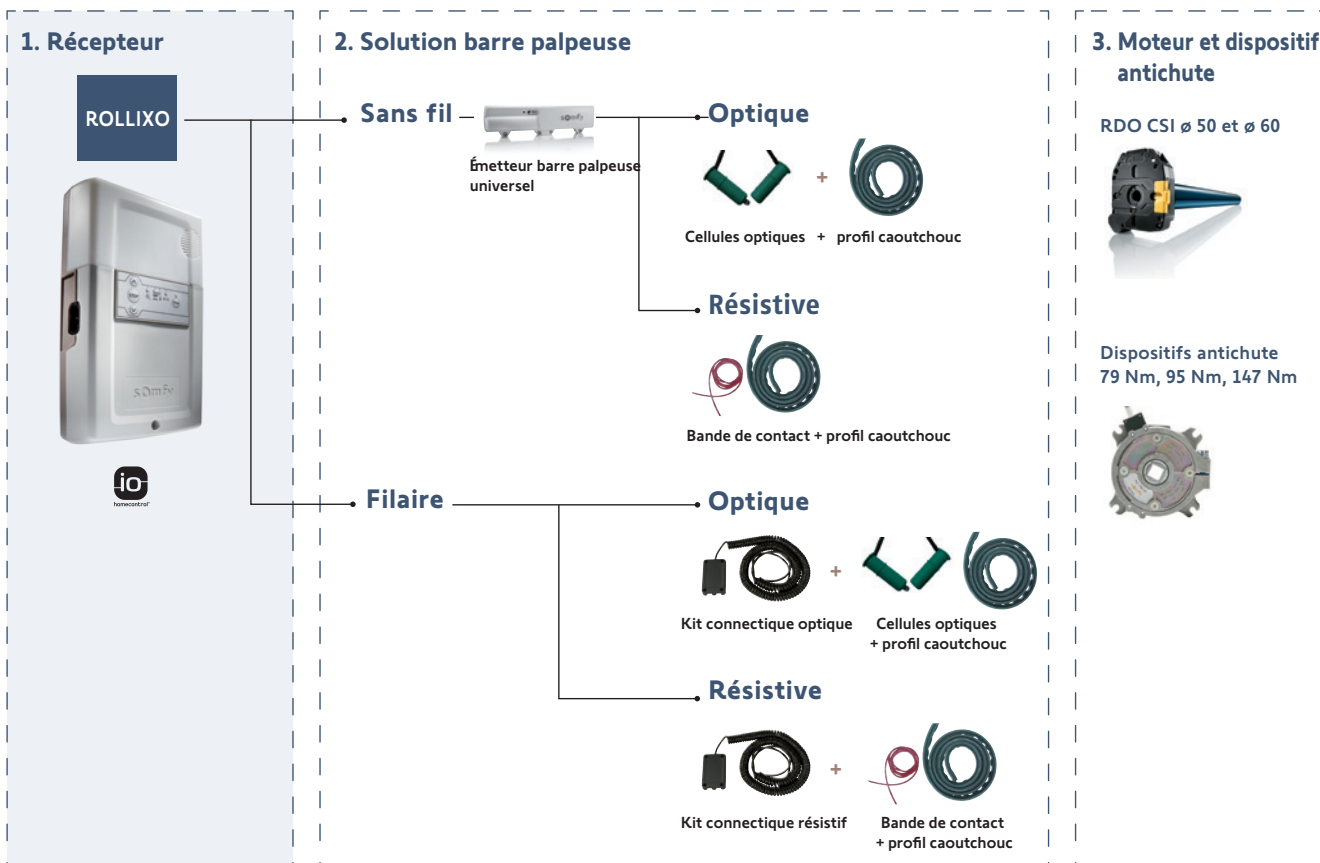 1. Récepteur
ROLLIXO
somfy
io
homecontrol®
2. Solution barre palpeuse
Sans fil
somfy
Émetteur barre palpeuse
universel
Optique
+
Cellules optiques + profil caoutchouc
Résistive
Bande de contact + profil caoutchouc
Filaire
Optique
+
Kit connectique optique
Cellules optiques
+ profil caoutchouc
Résistive
+
Kit connectique résistif
Bande de contact
+ profil caoutchouc
3. Moteur et dispositif
antichute
RDO CSI ø 50 et ø 60
Dispositifs antichute
79 Nm, 95 Nm, 147 Nm